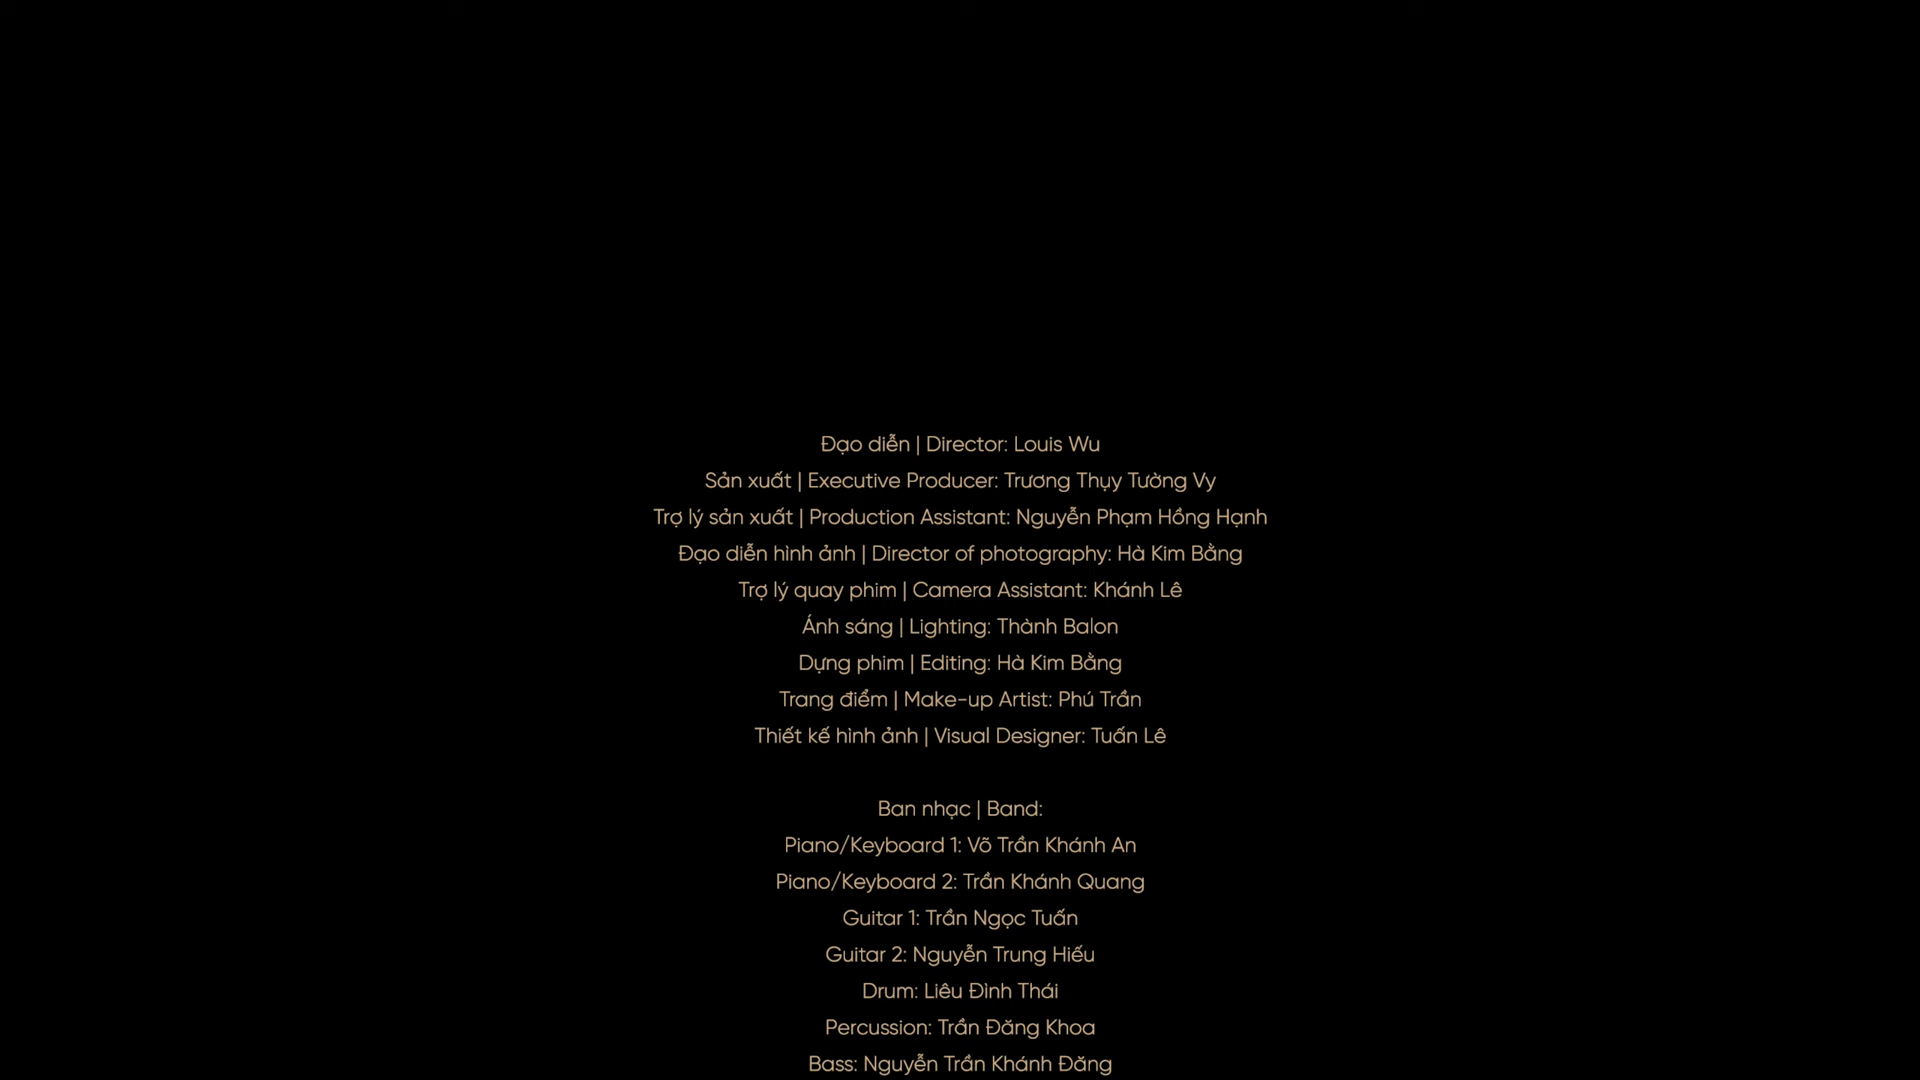 Đạo diễn | Director: Louis Wu
Sản xuất | Executive Producer: Trương Thụy Tường Vy
Trợ lý sản xuất | Production Assistant: Nguyễn Phạm Hồng Hạnh
Đạo diễn hình ảnh | Director of photography: Hà Kim Bằng
Trợ lý quay phim | Camera Assistant: Khánh Lê
Ánh sáng | Lighting: Thành Balon
Dựng phim | Editing: Hà Kim Bằng
Trang điểm | Make-up Artist: Phú Trần
Thiết kế hình ảnh | Visual Designer: Tuấn Lê
Ban nhạc | Band:
Piano/Keyboard 1: Võ Trần Khánh An
Piano/Keyboard 2: Trần Khánh Quang
Guitar 1: Trần Ngọc Tuấn
Guitar 2: Nguyễn Trung Hiếu
Drum: Liêu Đình Thái
Percussion: Trần Đăng Khoa
Bass: Nguyễn Trần Khánh Đăng